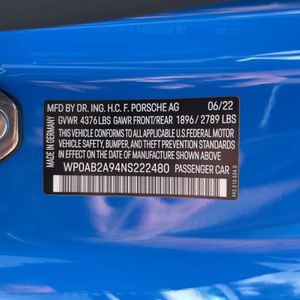 MFD BY DR. ING. H.C. F. PORSCHE AG 06/22
GVWR 4376 LBS GAWR FRONT/REAR 1896 / 2789 LBS
GERMANY
THIS VEHICLE CONFORMS TO ALL
APPLICABLE U.S. FEDERAL MOTOR
VEHICLE SAFETY, BUMPER, AND
THEFT PREVENTION STANDARDS
IN EFFECT ON THE DATE OF
MANUFACTURE SHOWN ABOVE.
WP0AB2A94NS222480 PASSENGER CAR